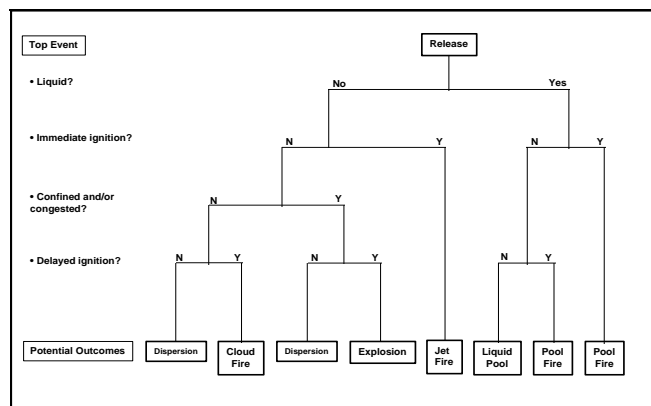 Top Event
Release
No
Yes
• Liquid?
• Immediate ignition?
N
Y
N
Y
• Confined and/or
congested?
N
Y
• Delayed ignition?
N
Y
N
Y
N
Y
Potential Outcomes
Dispersion
Cloud
Fire
Dispersion
Explosion
Jet
Fire
Liquid
Pool
Pool
Fire
Pool
Fire